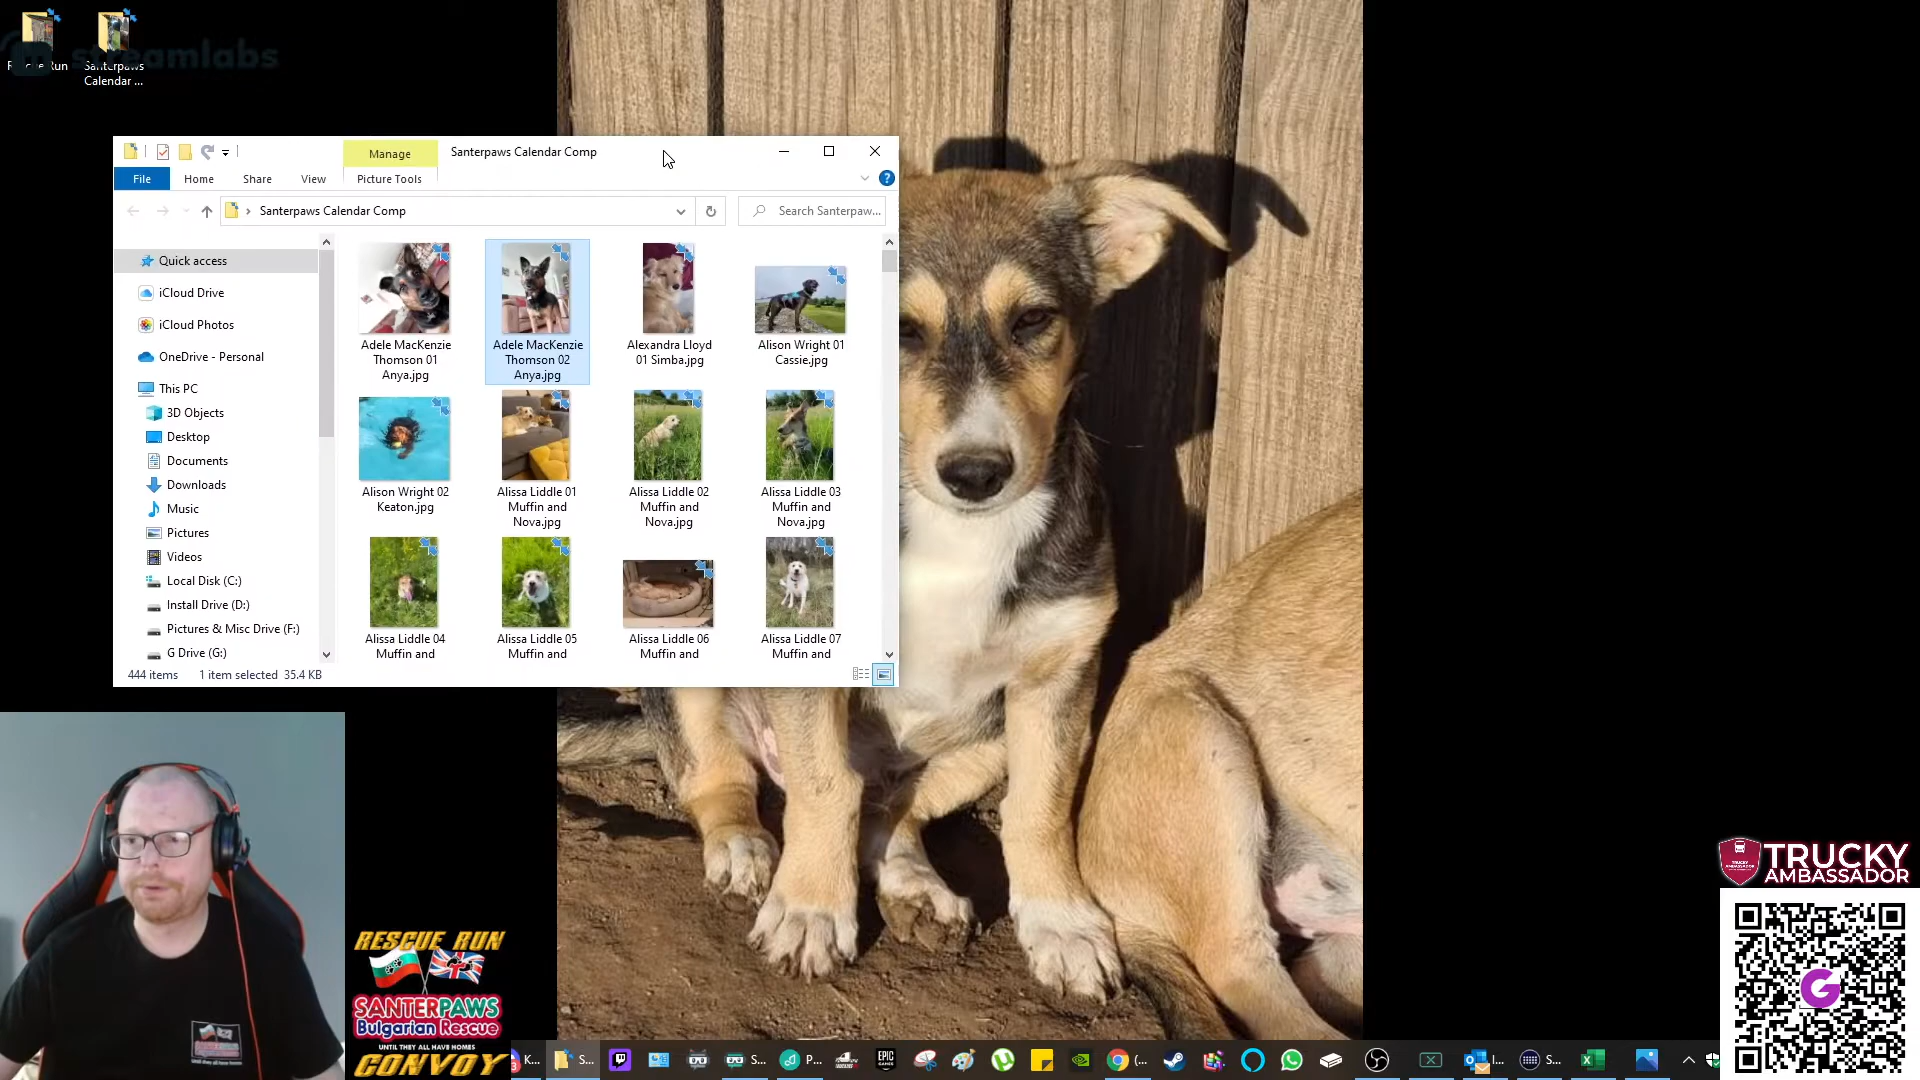 streamlabs
Santerpaws
Calendar ...
Manage
Santerpaws Calendar Comp
File
Home
Share
View
Picture Tools
Santerpaws Calendar Comp
Search Santerpaw...
Quick access
iCloud Drive
iCloud Photos
OneDrive - Personal
This PC
3D Objects
Desktop
Documents
Downloads
Music
Pictures
Videos
Local Disk (C:)
Install Drive (D:)
Pictures & Misc Drive (F:)
G Drive (G:)
Adele MacKenzie
Thomson 01
Anya.jpg
Adele MacKenzie
Thomson 02
Anya.jpg
Alexandra Lloyd
01 Simba.jpg
Alison Wright 01
Cassie.jpg
Alison Wright 02
Keaton.jpg
Alissa Liddle 01
Muffin and
Nova.jpg
Alissa Liddle 02
Muffin and
Nova.jpg
Alissa Liddle 03
Muffin and
Nova.jpg
Alissa Liddle 04
Muffin and
Alissa Liddle 05
Muffin and
Alissa Liddle 06
Muffin and
Alissa Liddle 07
Muffin and
444 items
1 item selected 35.4 KB
RESCUE RUN
SANTERPAWS
Bulgarian Rescue
UNTIL THEY ALL HAVE HOMES
CONVOY
TRUCKY
AMBASSADOR
G
K...
S...
S...
P...
EPIC
GAMES
(...
I...
S...